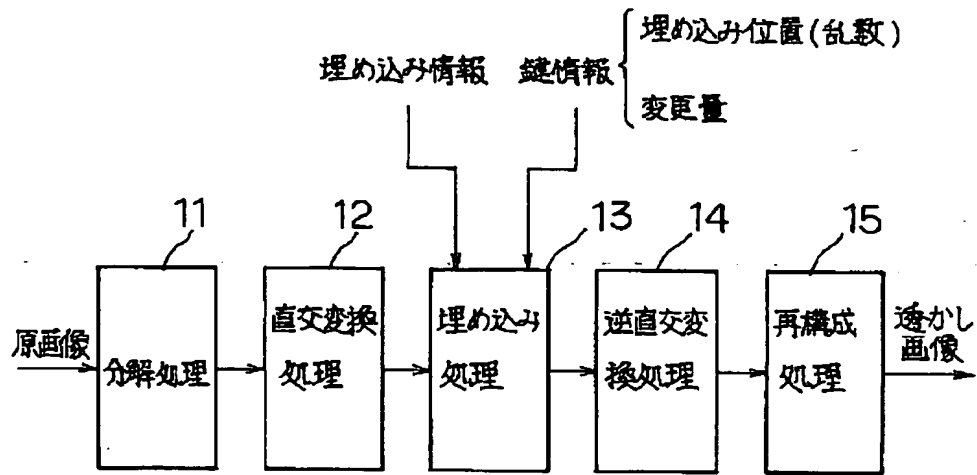 埋め込み位置(乱数)
埋め込み情報
鍵情報
変更量
11
12
13
14
15
原画像
分解処理
直交変換
処理
埋め込み
処理
逆直交変
換処理
再構成
処理
透かし
画像